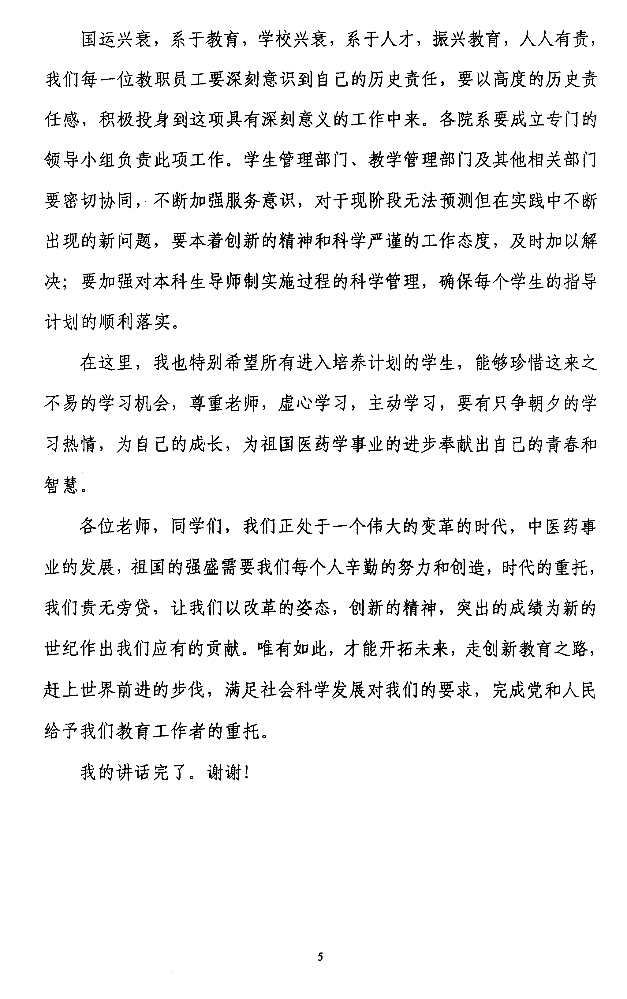 国运兴衰，系于教育，学校兴衰，系于人才，振兴教育，人人有责，
我们每一位教职员工要深刻意识到自己的历史责任，要以高度的历史责
任感，积极投身到这项具有深刻意义的工作中来。各院系要成立专门的
领导小组负责此项工作。学生管理部门、教学管理部门及其他相关部门
要密切协同，不断加强服务意识，对于现阶段无法预测但在实践中不断
出现的新问题，要本着创新的精神和科学严谨的工作态度，及时加以解
决；要加强对本科生导师制实施过程的科学管理，确保每个学生的指导
计划的顺利落实。
在这里，我也特别希望所有进入培养计划的学生，能够珍惜这来之
不易的学习机会，尊重老师，虚心学习，主动学习，要有只争朝夕的学
习热情，为自己的成长，为祖国医药学事业的进步奉献出自己的青春和
智慧。
各位老师，同学们，我们正处于一个伟大的变革的时代，中医药事
业的发展，祖国的强盛需要我们每个人辛勤的努力和创造，时代的重托，
我们责无旁贷，让我们以改革的姿态，创新的精神，突出的成绩为新的
世纪作出我们应有的贡献。唯有如此，才能开拓未来，走创新教育之路，
赶上世界前进的步伐，满足社会科学发展对我们的要求，完成党和人民
给予我们教育工作者的重托。
我的讲话完了。谢谢！
5